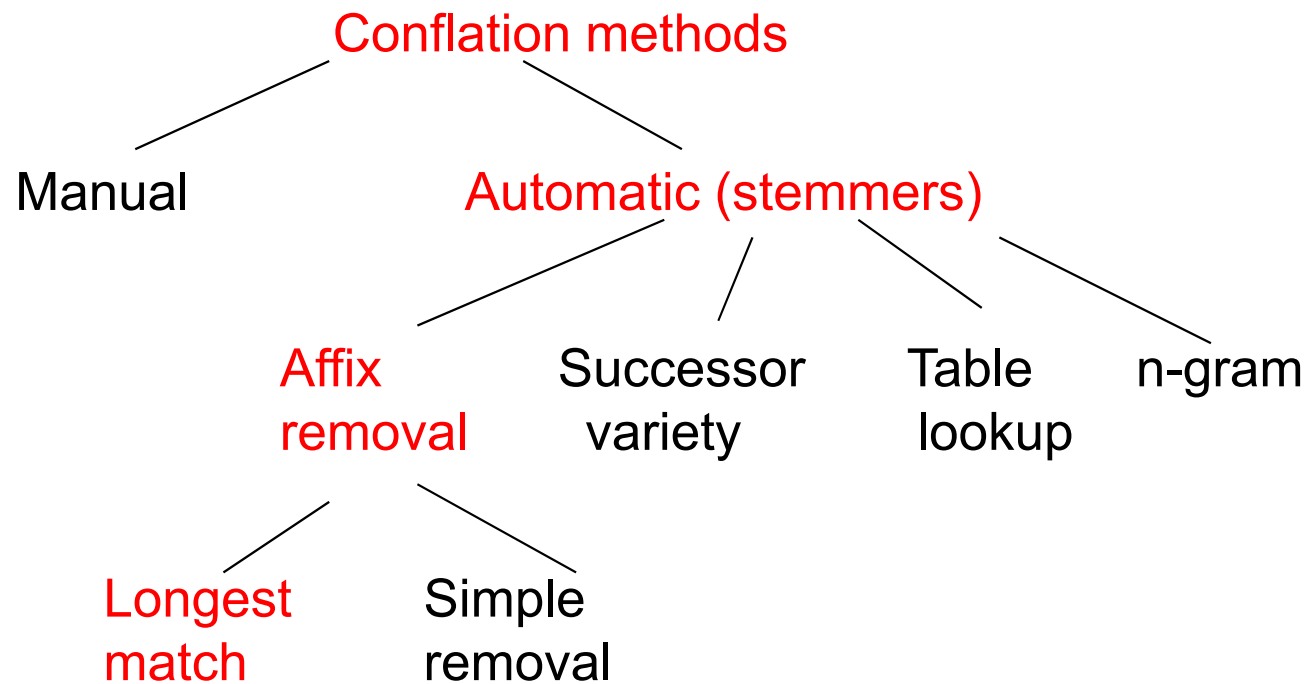 Conflation methods
Manual
Automatic (stemmers)
Affix
removal
Successor
variety
Table
lookup
n-gram
Longest
match
Simple
removal